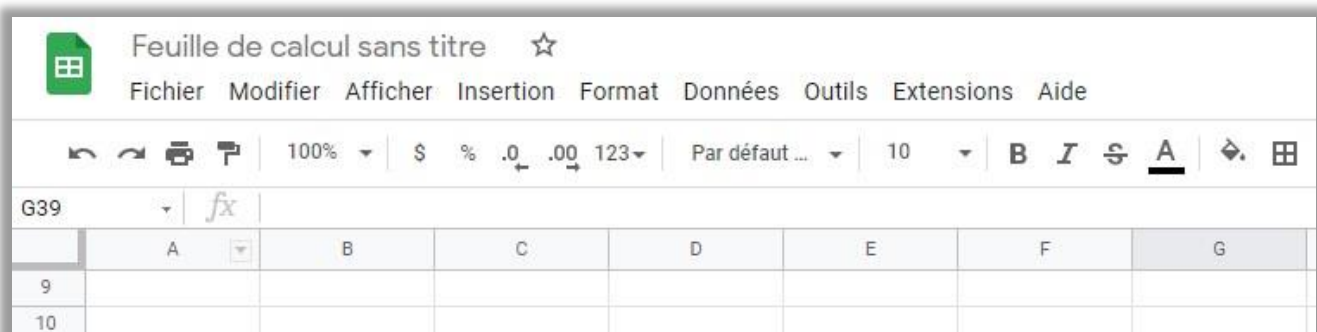 Feuille de calcul sans titre
Fichier Modifier Afficher Insertion Format Données Outils Extensions Aide
100% $ % .0 .00 123 Par défaut ... 10 B I S A
G39 fx
A B C D E F G
9
10